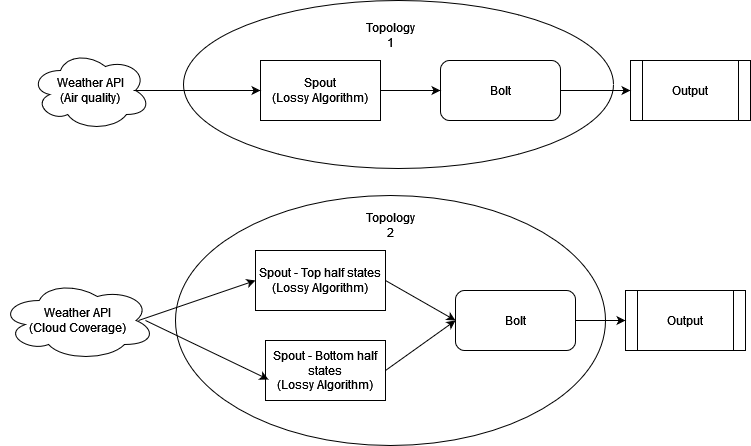 Topology
1
Weather API
(Air quality)
Spout
(Lossy Algorithm)
Bolt
Output
Topology
2
Spout - Top half states
(Lossy Algorithm)
Weather API
(Cloud Coverage)
Bolt
Output
Spout - Bottom half
states
(Lossy Algorithm)